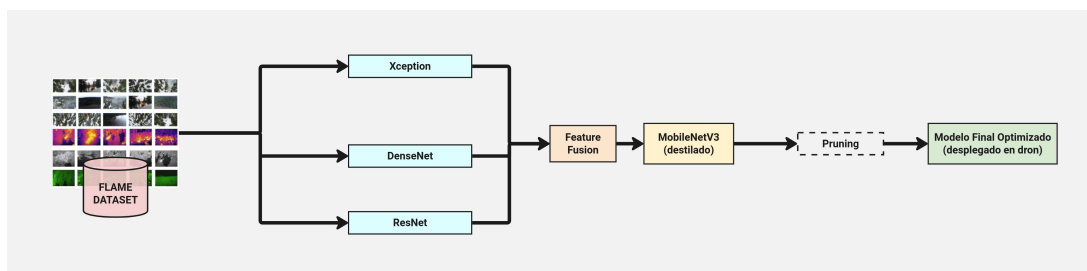 FLAME
DATASET
Xception
DenseNet
ResNet
Feature
Fusion
MobileNetV3
(destilado)
Pruning
Modelo Final Optimizado
(desplegado en dron)